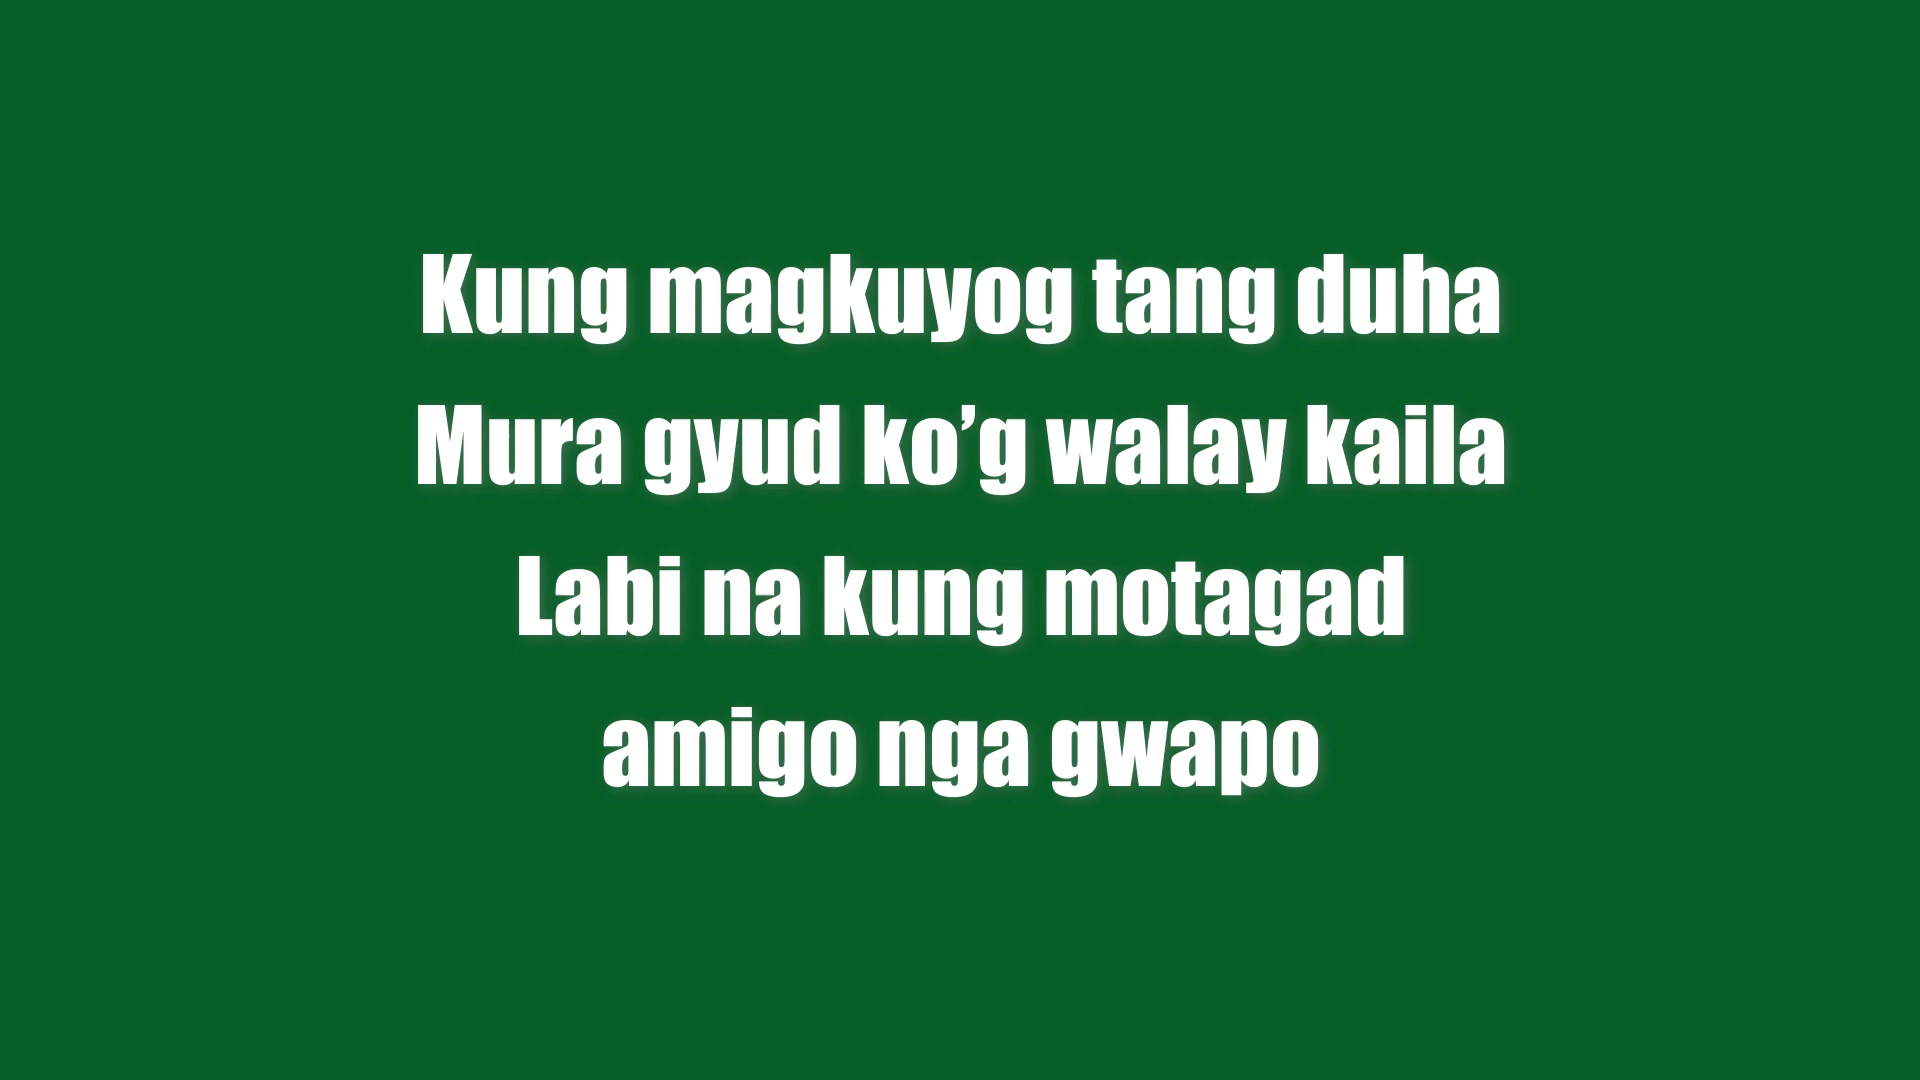 Kung magkuyog tang duha
Mura gyud ko’g walay kaila
Labi na kung motagad
amigo nga gwapo